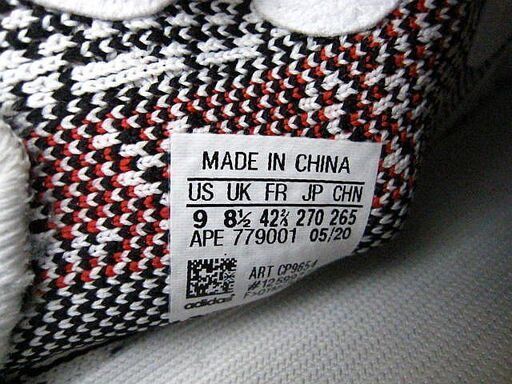 MADE IN CHINA
US UK FR JP CHN
9 8½ 42⅔ 270 265
APE 779001 05/20
ART CP9654
adidas